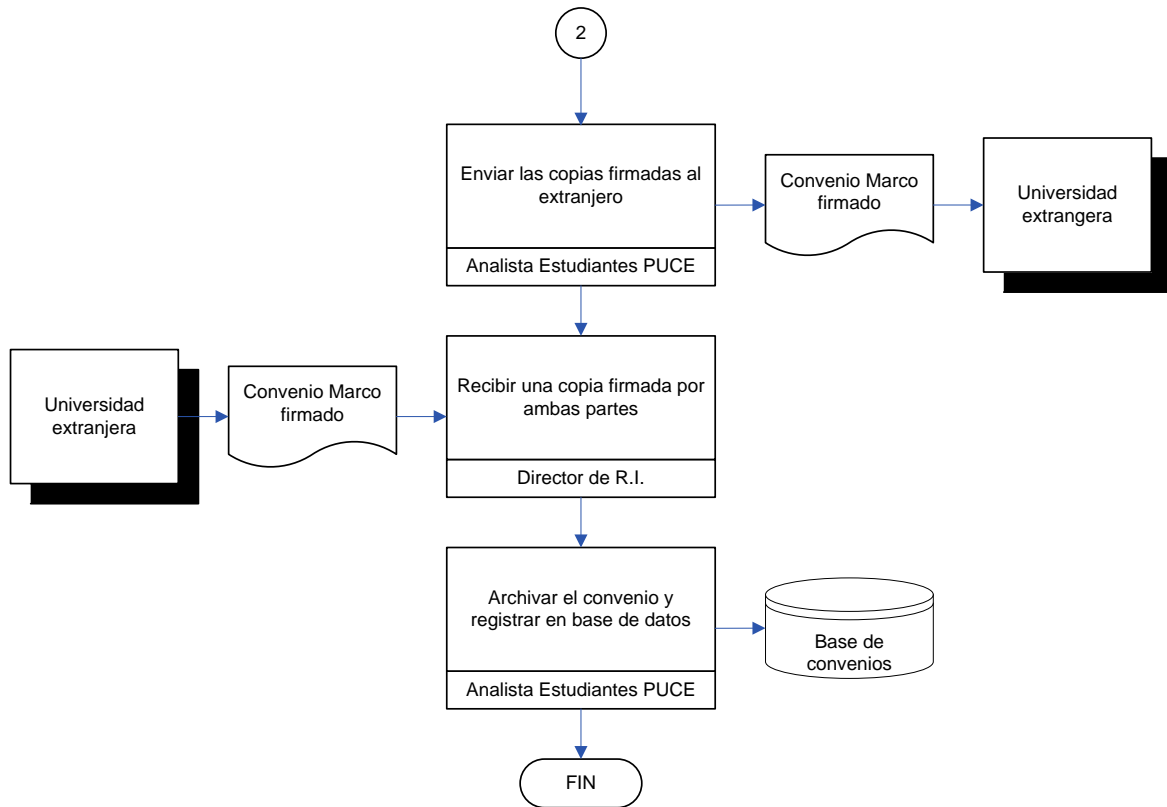 2
Enviar las copias firmadas al
extranjero
Analista Estudiantes PUCE
Convenio Marco
firmado
Universidad
extrangera
Universidad
extranjera
Convenio Marco
firmado
Recibir una copia firmada por
ambas partes
Director de R.I.
Archivar el convenio y
registrar en base de datos
Analista Estudiantes PUCE
Base de
convenios
FIN